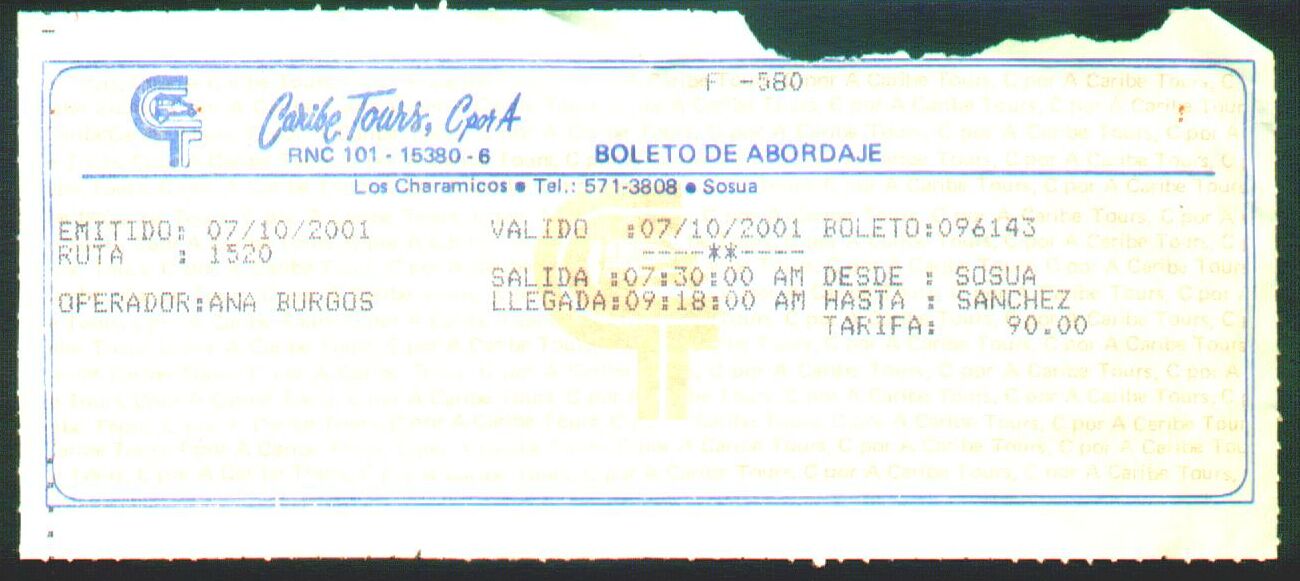 F -580
Caribe Tours, C por A
RNC 101 - 15380 - 6 BOLETO DE ABORDAJE
Los Charamicos • Tel.: 571-3808 • Sosua
EMITIDO: 07/10/2001 VALIDO :07/10/2001 BOLETO:096143
RUTA : 1520 ----**----
SALIDA :07:30:00 AM DESDE : SOSUA
OPERADOR:ANA BURGOS LLEGADA:09:18:00 AM HASTA : SANCHEZ
TARIFA: 90.00